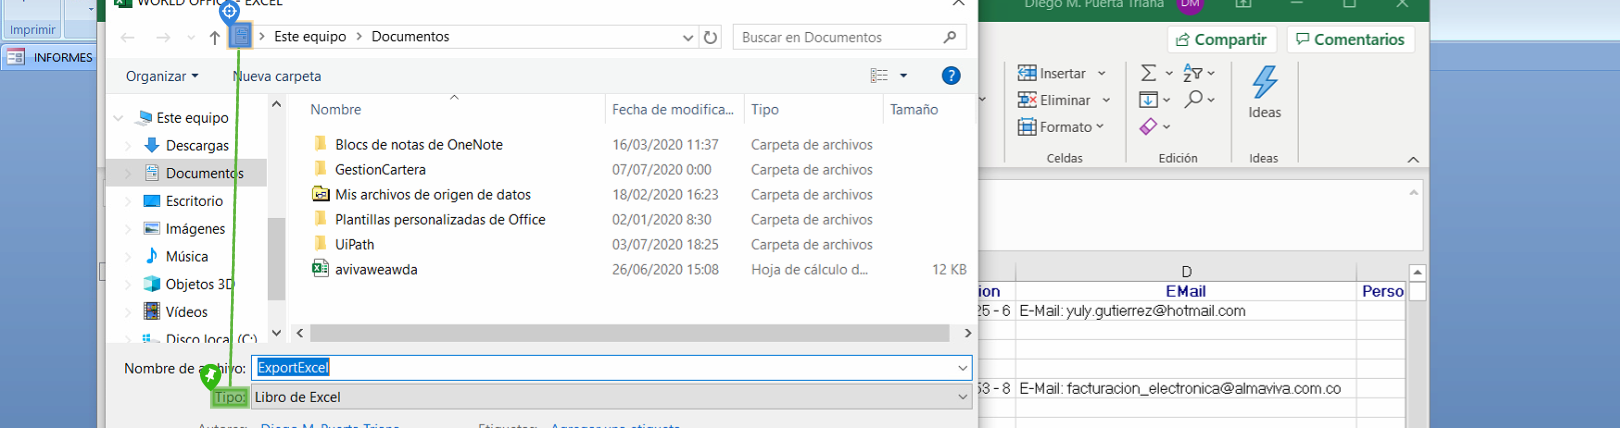 WORLD OFFICE - EXCEL
Diego M. Puerta Triana
DM
Imprimir
INFORMES
Este equipo
Documentos
Buscar en Documentos
Compartir
Comentarios
Organizar
Nueva carpeta
?
Nombre
Fecha de modifica...
Tipo
Tamaño
Este equipo
Descargas
Documentos
Escritorio
Imágenes
Música
Objetos 3D
Vídeos
Disco local (C:)
Blocs de notas de OneNote 16/03/2020 11:37 Carpeta de archivos
GestionCartera 07/07/2020 0:00 Carpeta de archivos
Mis archivos de origen de datos 18/02/2020 16:23 Carpeta de archivos
Plantillas personalizadas de Office 02/01/2020 8:30 Carpeta de archivos
UiPath 03/07/2020 18:25 Carpeta de archivos
avivaweawda 26/06/2020 15:08 Hoja de cálculo d... 12 KB
Nombre de archivo: ExportExcel
Tipo: Libro de Excel
Autores: Diego M. Puerta Triana Etiquetas: Agregar una etiqueta
Insertar
Eliminar
Formato
Celdas
Edición
Ideas
Ideas
D
ion EMail Perso
25 - 6 E-Mail: yuly.gutierrez@hotmail.com
53 - 8 E-Mail: facturacion_electronica@almaviva.com.co